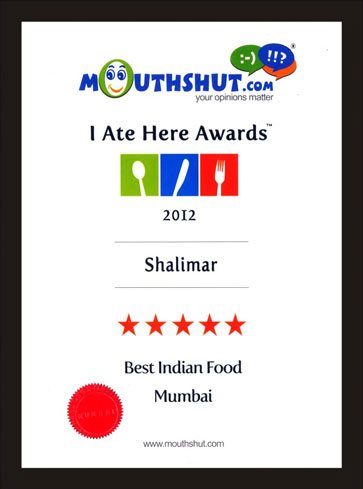 :-) !!?
MOUTHSHUT.COM
your opinions matter
I Ate Here Awards™
2012
Shalimar
Best Indian Food
Mumbai
www.mouthshut.com